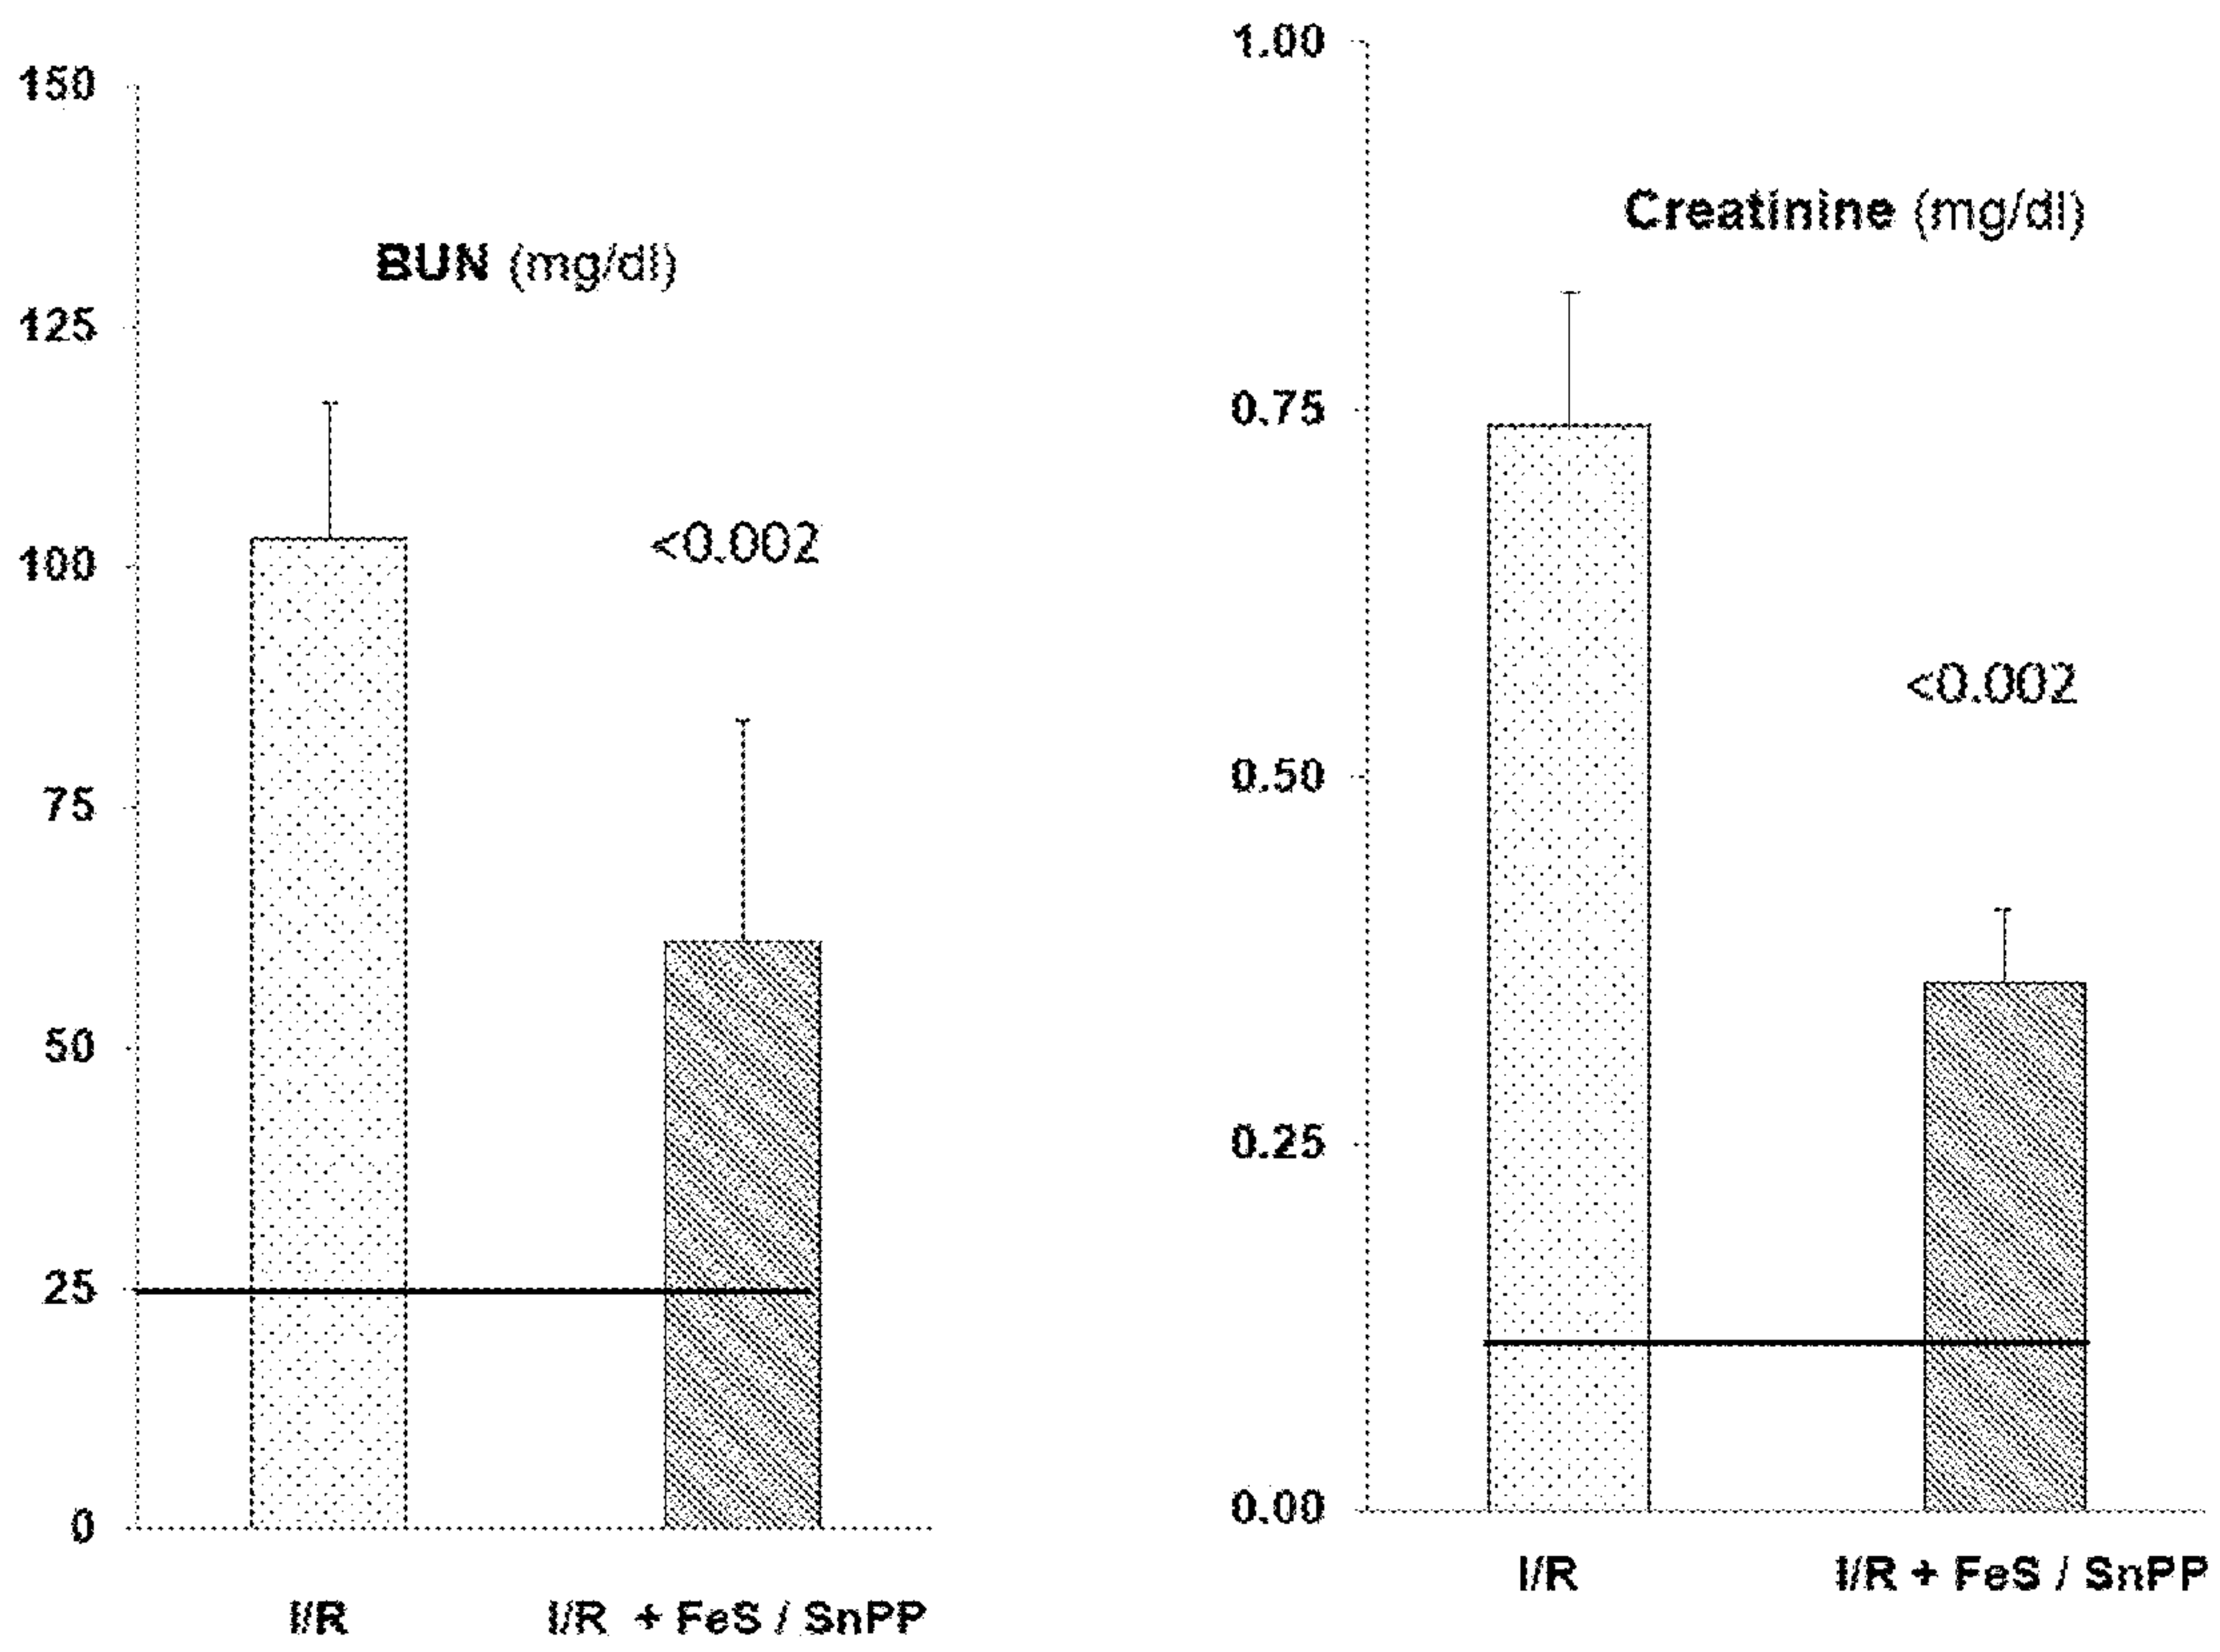 150
BUN (mg/dl)
125
<0.002
100
75
50
25
0
I/R
I/R + FeS / SnPP
1.00
Creatinine (mg/dl)
0.75
<0.002
0.50
0.25
0.00
I/R
I/R + FeS / SnPP